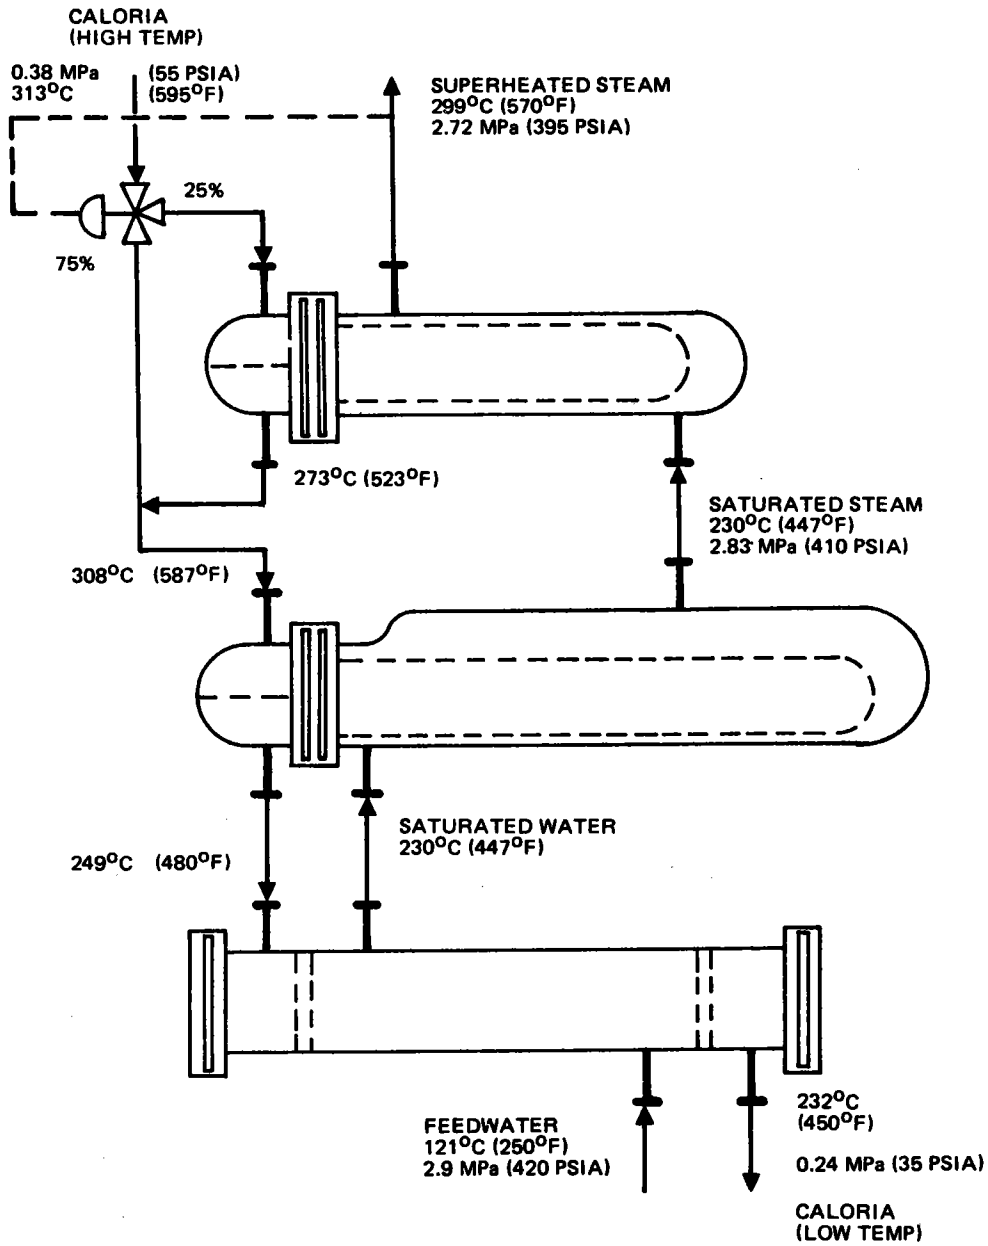 CALORIA
(HIGH TEMP)
0.38 MPa (55 PSIA)
313°C (595°F)
SUPERHEATED STEAM
299°C (570°F)
2.72 MPa (395 PSIA)
25%
75%
273°C (523°F)
SATURATED STEAM
230°C (447°F)
2.83 MPa (410 PSIA)
308°C (587°F)
SATURATED WATER
230°C (447°F)
249°C (480°F)
FEEDWATER
121°C (250°F)
2.9 MPa (420 PSIA)
232°C
(450°F)
0.24 MPa (35 PSIA)
CALORIA
(LOW TEMP)